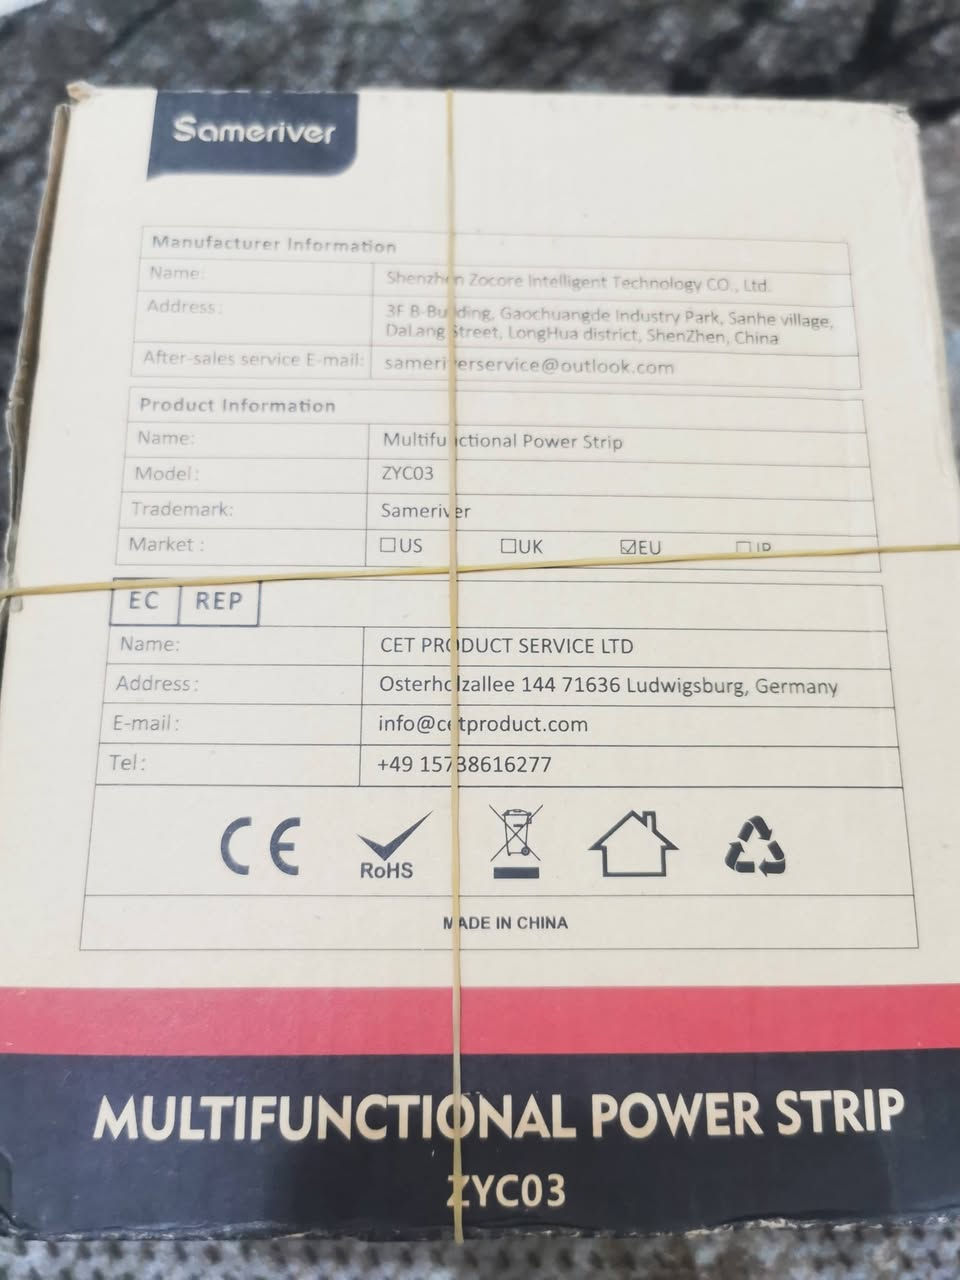 Sameriver
Manufacturer Information
Name: Shenzhen Zocore Intelligent Technology CO., Ltd.
Address: 3F B-Building, Gaochuangde Industry Park, Sanhe village,
DaLang Street, LongHua district, ShenZhen, China
After-sales service E-mail: sameriverservice@outlook.com
Product Information
Name: Multifunctional Power Strip
Model: ZYC03
Trademark: Sameriver
Market : ☐US ☐UK ☑EU ☐JP
EC REP
Name: CET PRODUCT SERVICE LTD
Address: Osterholzallee 144 71636 Ludwigsburg, Germany
E-mail: info@cetproduct.com
Tel: +49 15738616277
CE
RoHS
MADE IN CHINA
MULTIFUNCTIONAL POWER STRIP
ZYC03